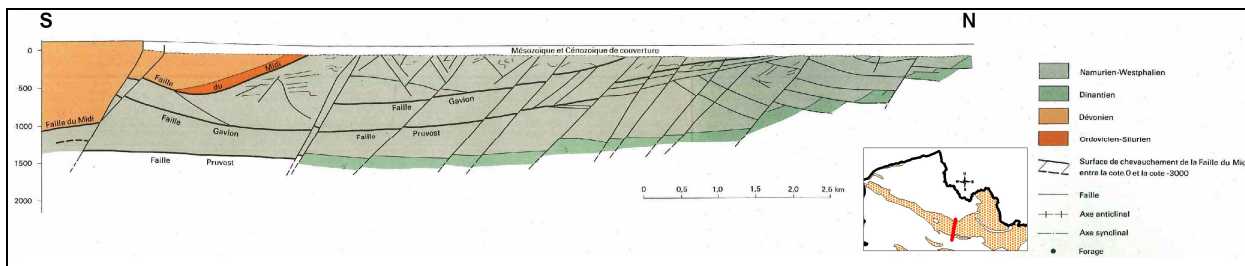 S
N
Mésozoïque et Cénozoïque de couverture
0
500
1000
1500
2000
Faille
du
Midi
Faille du Midi
Faille
Gavion
Faille
Gavion
Faille
Pruvost
Faille
Pruvost
0
0,5
1,0
1,5
2,0
2,5 km
Namurien-Westphalien
Dinantien
Dévonien
Ordovicien-Silurien
Surface de chevauchement de la Faille du Mid
entre la cote 0 et la cote -3000
Faille
Axe anticlinal
Axe synclinal
Forage